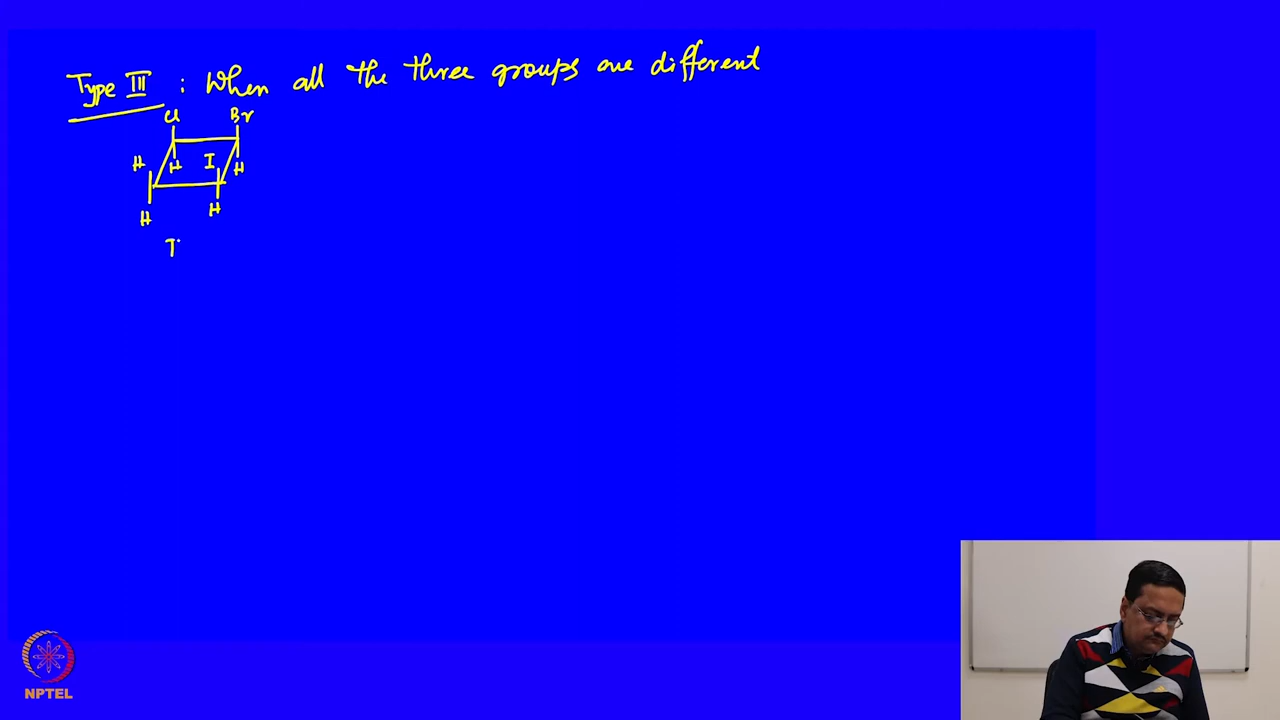 Type III : When all the three groups are different
Cl Br
H H I H
H H
T
NPTEL